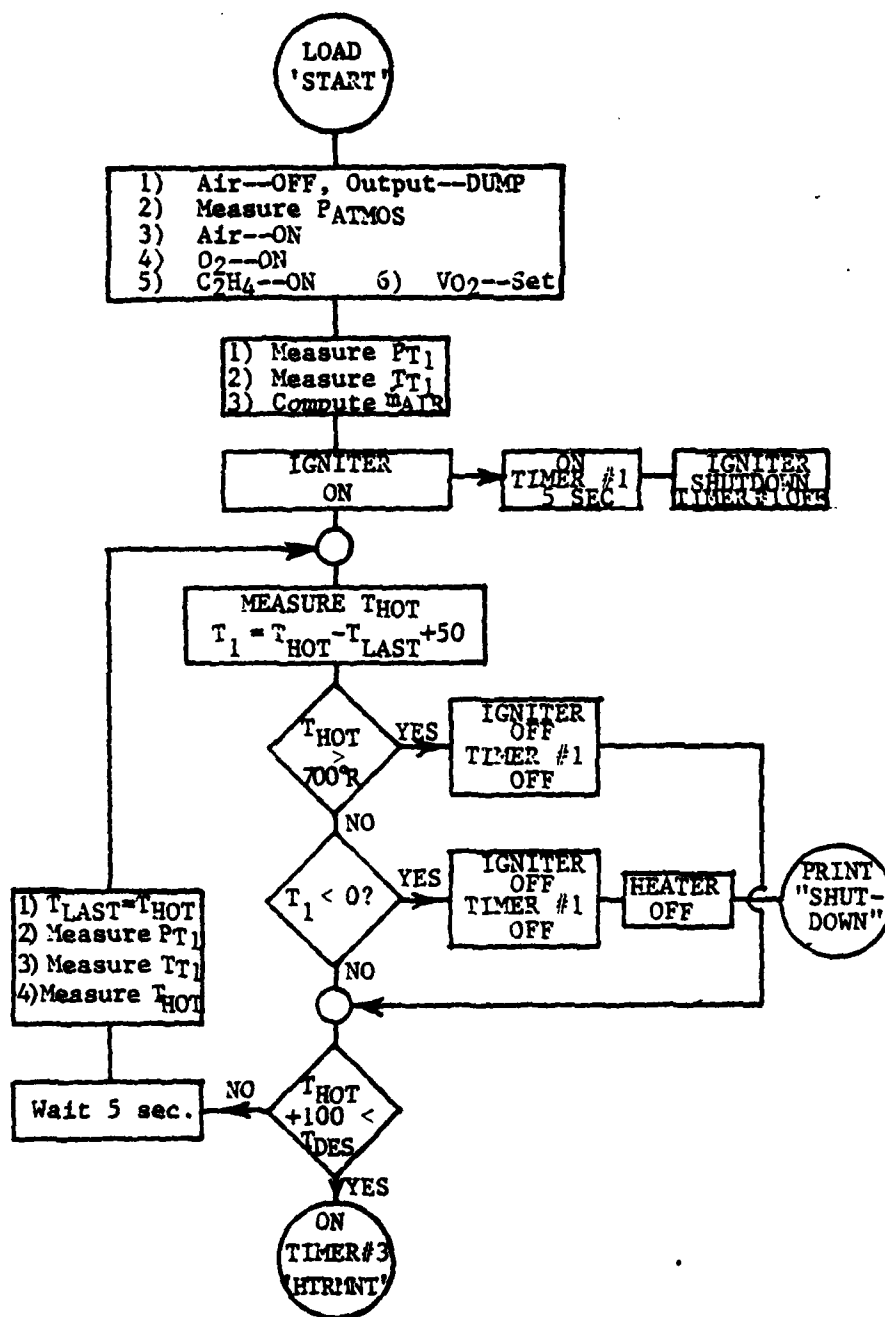 LOAD
'START'
1) Air--OFF, Output--DUMP
2) Measure PATMOS
3) Air--ON
4) O2--ON
5) C2H4--ON 6) VO2--Set
1) Measure PT1
2) Measure TT1
3) Compute ṁAIR
IGNITER
ON
ON
TIMER #1
5 SEC
IGNITER
SHUTDOWN
TIMER #1 OFF
MEASURE THOT
T1 = THOT-TLAST+50
THOT
>
700°R
YES
IGNITER
OFF
TIMER #1
OFF
NO
T1 < 0?
YES
IGNITER
OFF
TIMER #1
OFF
HEATER
OFF
PRINT
"SHUT-
DOWN"
NO
1) TLAST=THOT
2) Measure PT1
3) Measure TT1
4) Measure THOT
Wait 5 sec.
NO
THOT
+100 <
TDES
YES
ON
TIMER#3
'HTRMNT'